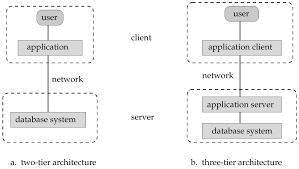 user
application
network
database system
a. two-tier architecture
client
server
user
application client
network
application server
database system
b. three-tier architecture